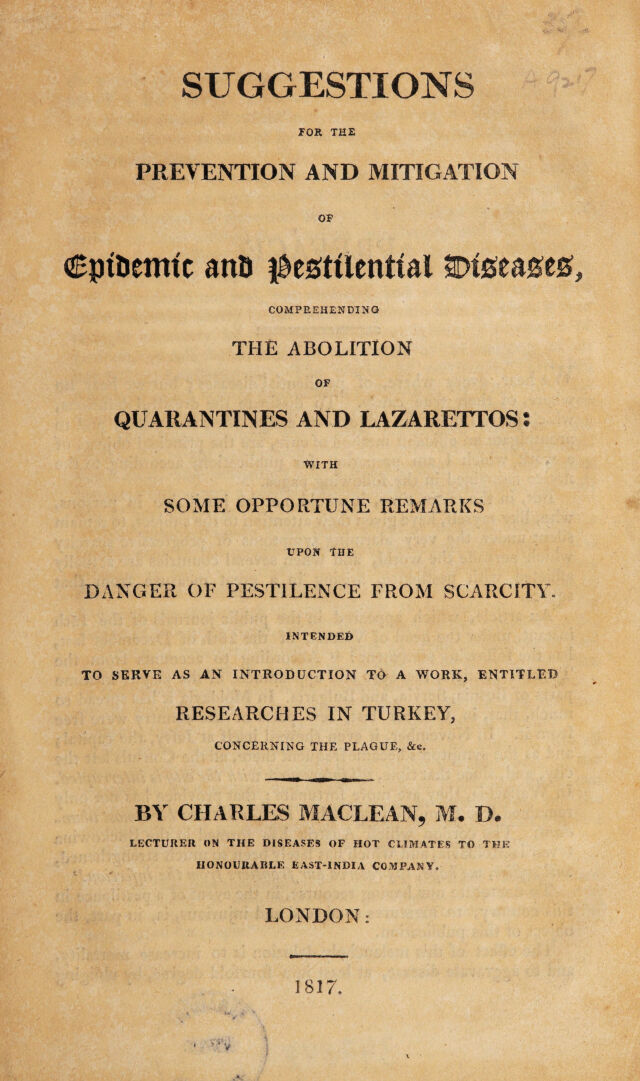 A 9217
SUGGESTIONS
FOR THE
PREVENTION AND MITIGATION
OF
Epidemic and Pestilential Diseases,
COMPREHENDING
THE ABOLITION
OF
QUARANTINES AND LAZARETTOS:
WITH
SOME OPPORTUNE REMARKS
UPON THE
DANGER OF PESTILENCE FROM SCARCITY.
INTENDED
TO SERVE AS AN INTRODUCTION TO A WORK, ENTITLED
RESEARCHES IN TURKEY,
CONCERNING THE PLAGUE, &c.
BY CHARLES MACLEAN, M. D.
LECTURER ON THE DISEASES OF HOT CLIMATES TO THE
HONOURABLE EAST-INDIA COMPANY.
LONDON:
1817.